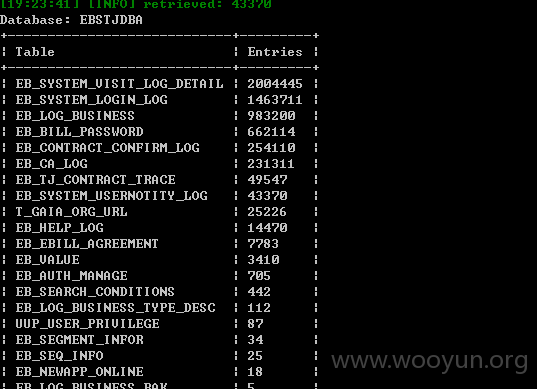 [19:23:41] [INFO] retrieved: 43370
Database: EBSTJDBA
+-----------------------------+---------+
¦ Table ¦ Entries ¦
+-----------------------------+---------+
¦ EB_SYSTEM_VISIT_LOG_DETAIL ¦ 2004445 ¦
¦ EB_SYSTEM_LOGIN_LOG ¦ 1463711 ¦
¦ EB_LOG_BUSINESS ¦ 983200 ¦
¦ EB_BILL_PASSWORD ¦ 662114 ¦
¦ EB_CONTRACT_CONFIRM_LOG ¦ 254110 ¦
¦ EB_CA_LOG ¦ 231311 ¦
¦ EB_TJ_CONTRACT_TRACE ¦ 49547 ¦
¦ EB_SYSTEM_USERNOTITY_LOG ¦ 43370 ¦
¦ T_GAIA_ORG_URL ¦ 25226 ¦
¦ EB_HELP_LOG ¦ 14470 ¦
¦ EB_EBILL_AGREEMENT ¦ 7783 ¦
¦ EB_VALUE ¦ 3410 ¦
¦ EB_AUTH_MANAGE ¦ 705 ¦
¦ EB_SEARCH_CONDITIONS ¦ 442 ¦
¦ EB_LOG_BUSINESS_TYPE_DESC ¦ 112 ¦
¦ UUP_USER_PRIVILEGE ¦ 87 ¦
¦ EB_SEGMENT_INFOR ¦ 34 ¦
¦ EB_SEQ_INFO ¦ 25 ¦
¦ EB_NEWAPP_ONLINE ¦ 18 ¦
¦ EB_LOG_BUSINESS_BAK ¦ 5 ¦
www.wooyun.org